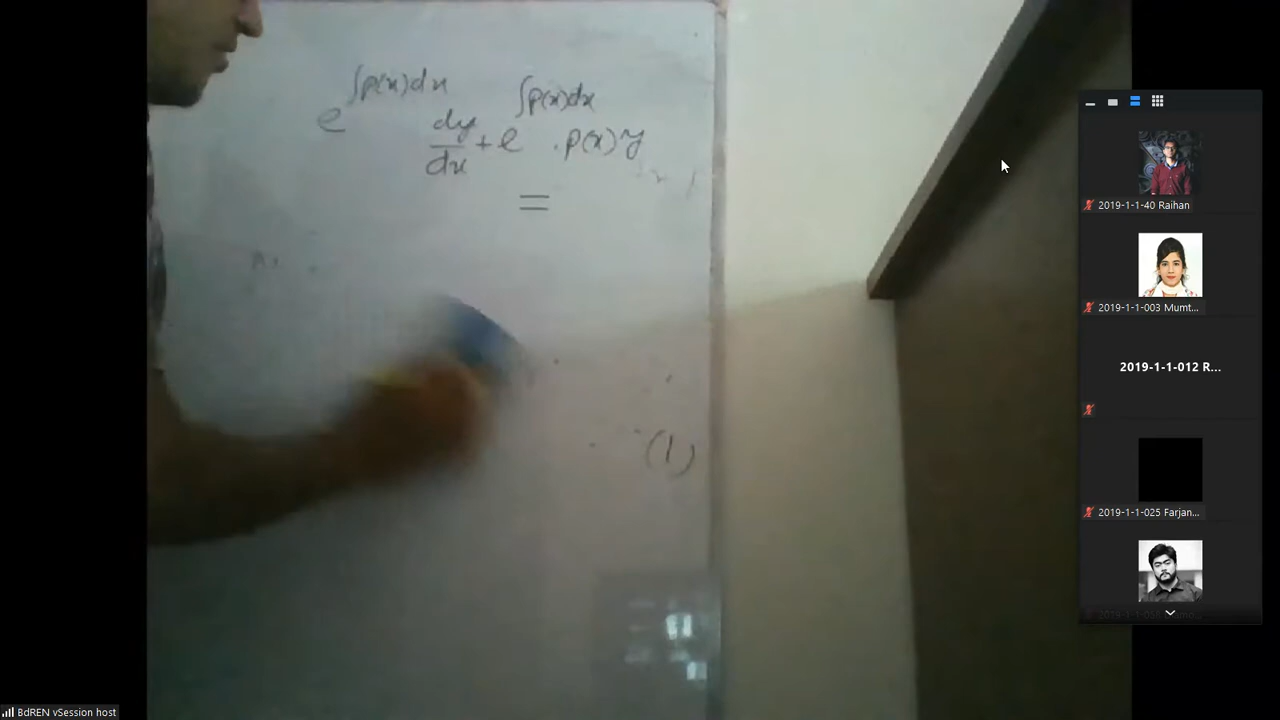 e^∫p(x)dx dy/dx + e^∫p(x)dx . p(x)y
=
(1)
2019-1-1-40 Raihan
2019-1-1-003 Mumt...
2019-1-1-012 R...
2019-1-1-025 Farjan...
BdREN vSession host